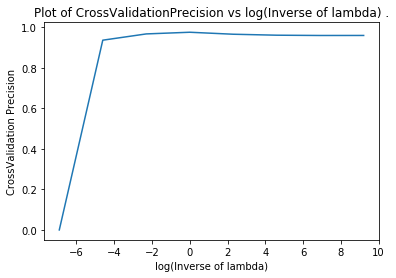 Plot of CrossValidationPrecision vs log(Inverse of lambda) .
1.0
0.8
0.6
0.4
0.2
0.0
CrossValidation Precision
−6 −4 −2 0 2 4 6 8 10
log(Inverse of lambda)